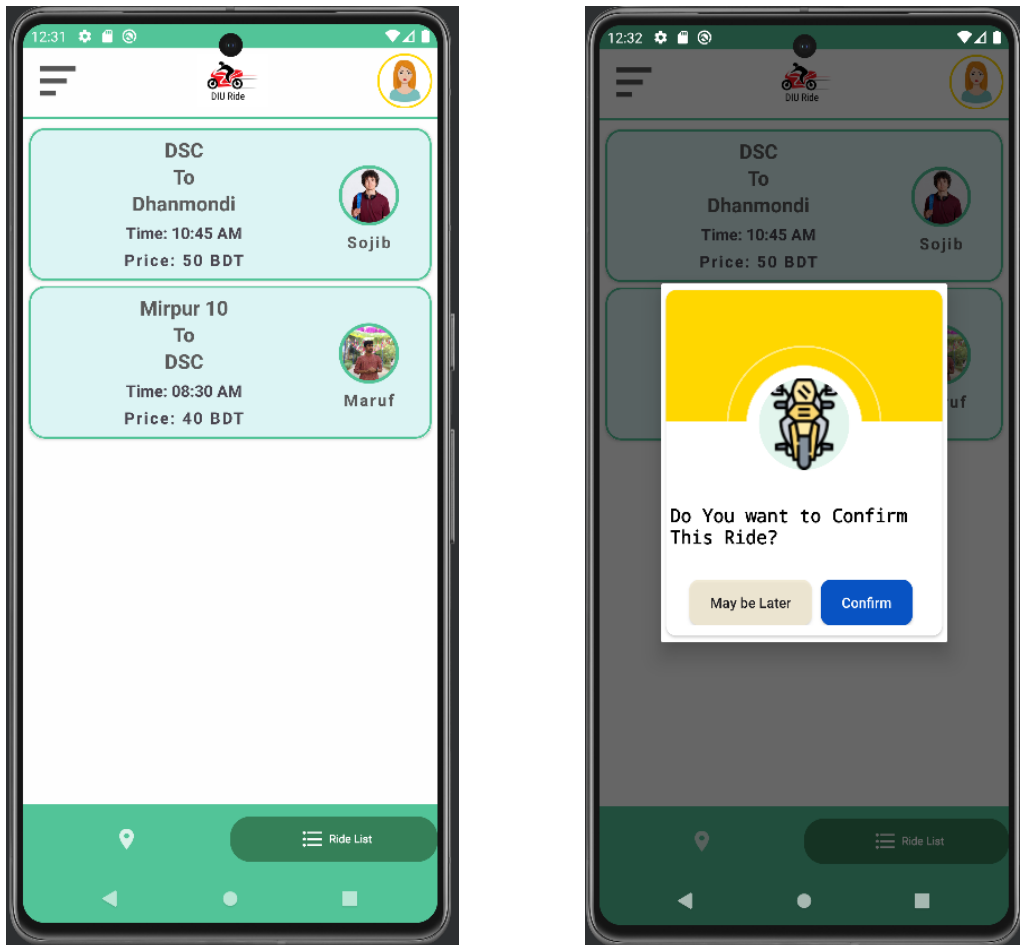 12:31
DIU Ride
DSC
To
Dhanmondi
Time: 10:45 AM
Price: 50 BDT
Sojib
Mirpur 10
To
DSC
Time: 08:30 AM
Price: 40 BDT
Maruf
Ride List
12:32
DIU Ride
DSC
To
Dhanmondi
Time: 10:45 AM
Price: 50 BDT
Sojib
uf
Do You want to Confirm
This Ride?
May be Later
Confirm
Ride List